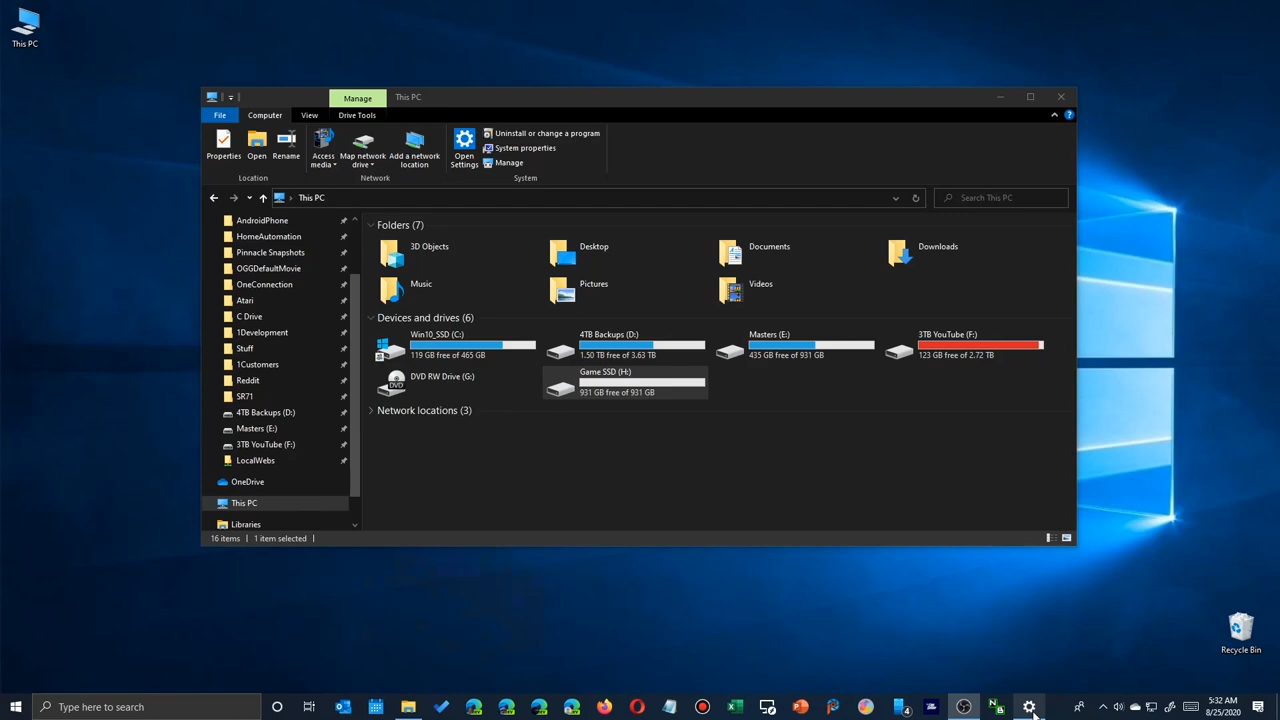 This PC
Manage
This PC
File
Computer
View
Drive Tools
Properties
Open
Rename
Access media
Map network drive
Add a network location
Open Settings
Uninstall or change a program
System properties
Manage
Location
Network
System
This PC
Search This PC
AndroidPhone
HomeAutomation
Pinnacle Snapshots
OGGDefaultMovie
OneConnection
Atari
C Drive
1Development
Stuff
1Customers
Reddit
SR71
4TB Backups (D:)
Masters (E:)
3TB YouTube (F:)
LocalWebs
OneDrive
This PC
Libraries
Folders (7)
3D Objects
Desktop
Documents
Downloads
Music
Pictures
Videos
Devices and drives (6)
Win10_SSD (C:)
119 GB free of 465 GB
4TB Backups (D:)
1.50 TB free of 3.63 TB
Masters (E:)
435 GB free of 931 GB
3TB YouTube (F:)
123 GB free of 2.72 TB
DVD RW Drive (G:)
DVD
Game SSD (H:)
931 GB free of 931 GB
Network locations (3)
16 items
1 item selected
Recycle Bin
Type here to search
4
5:32 AM
8/25/2020